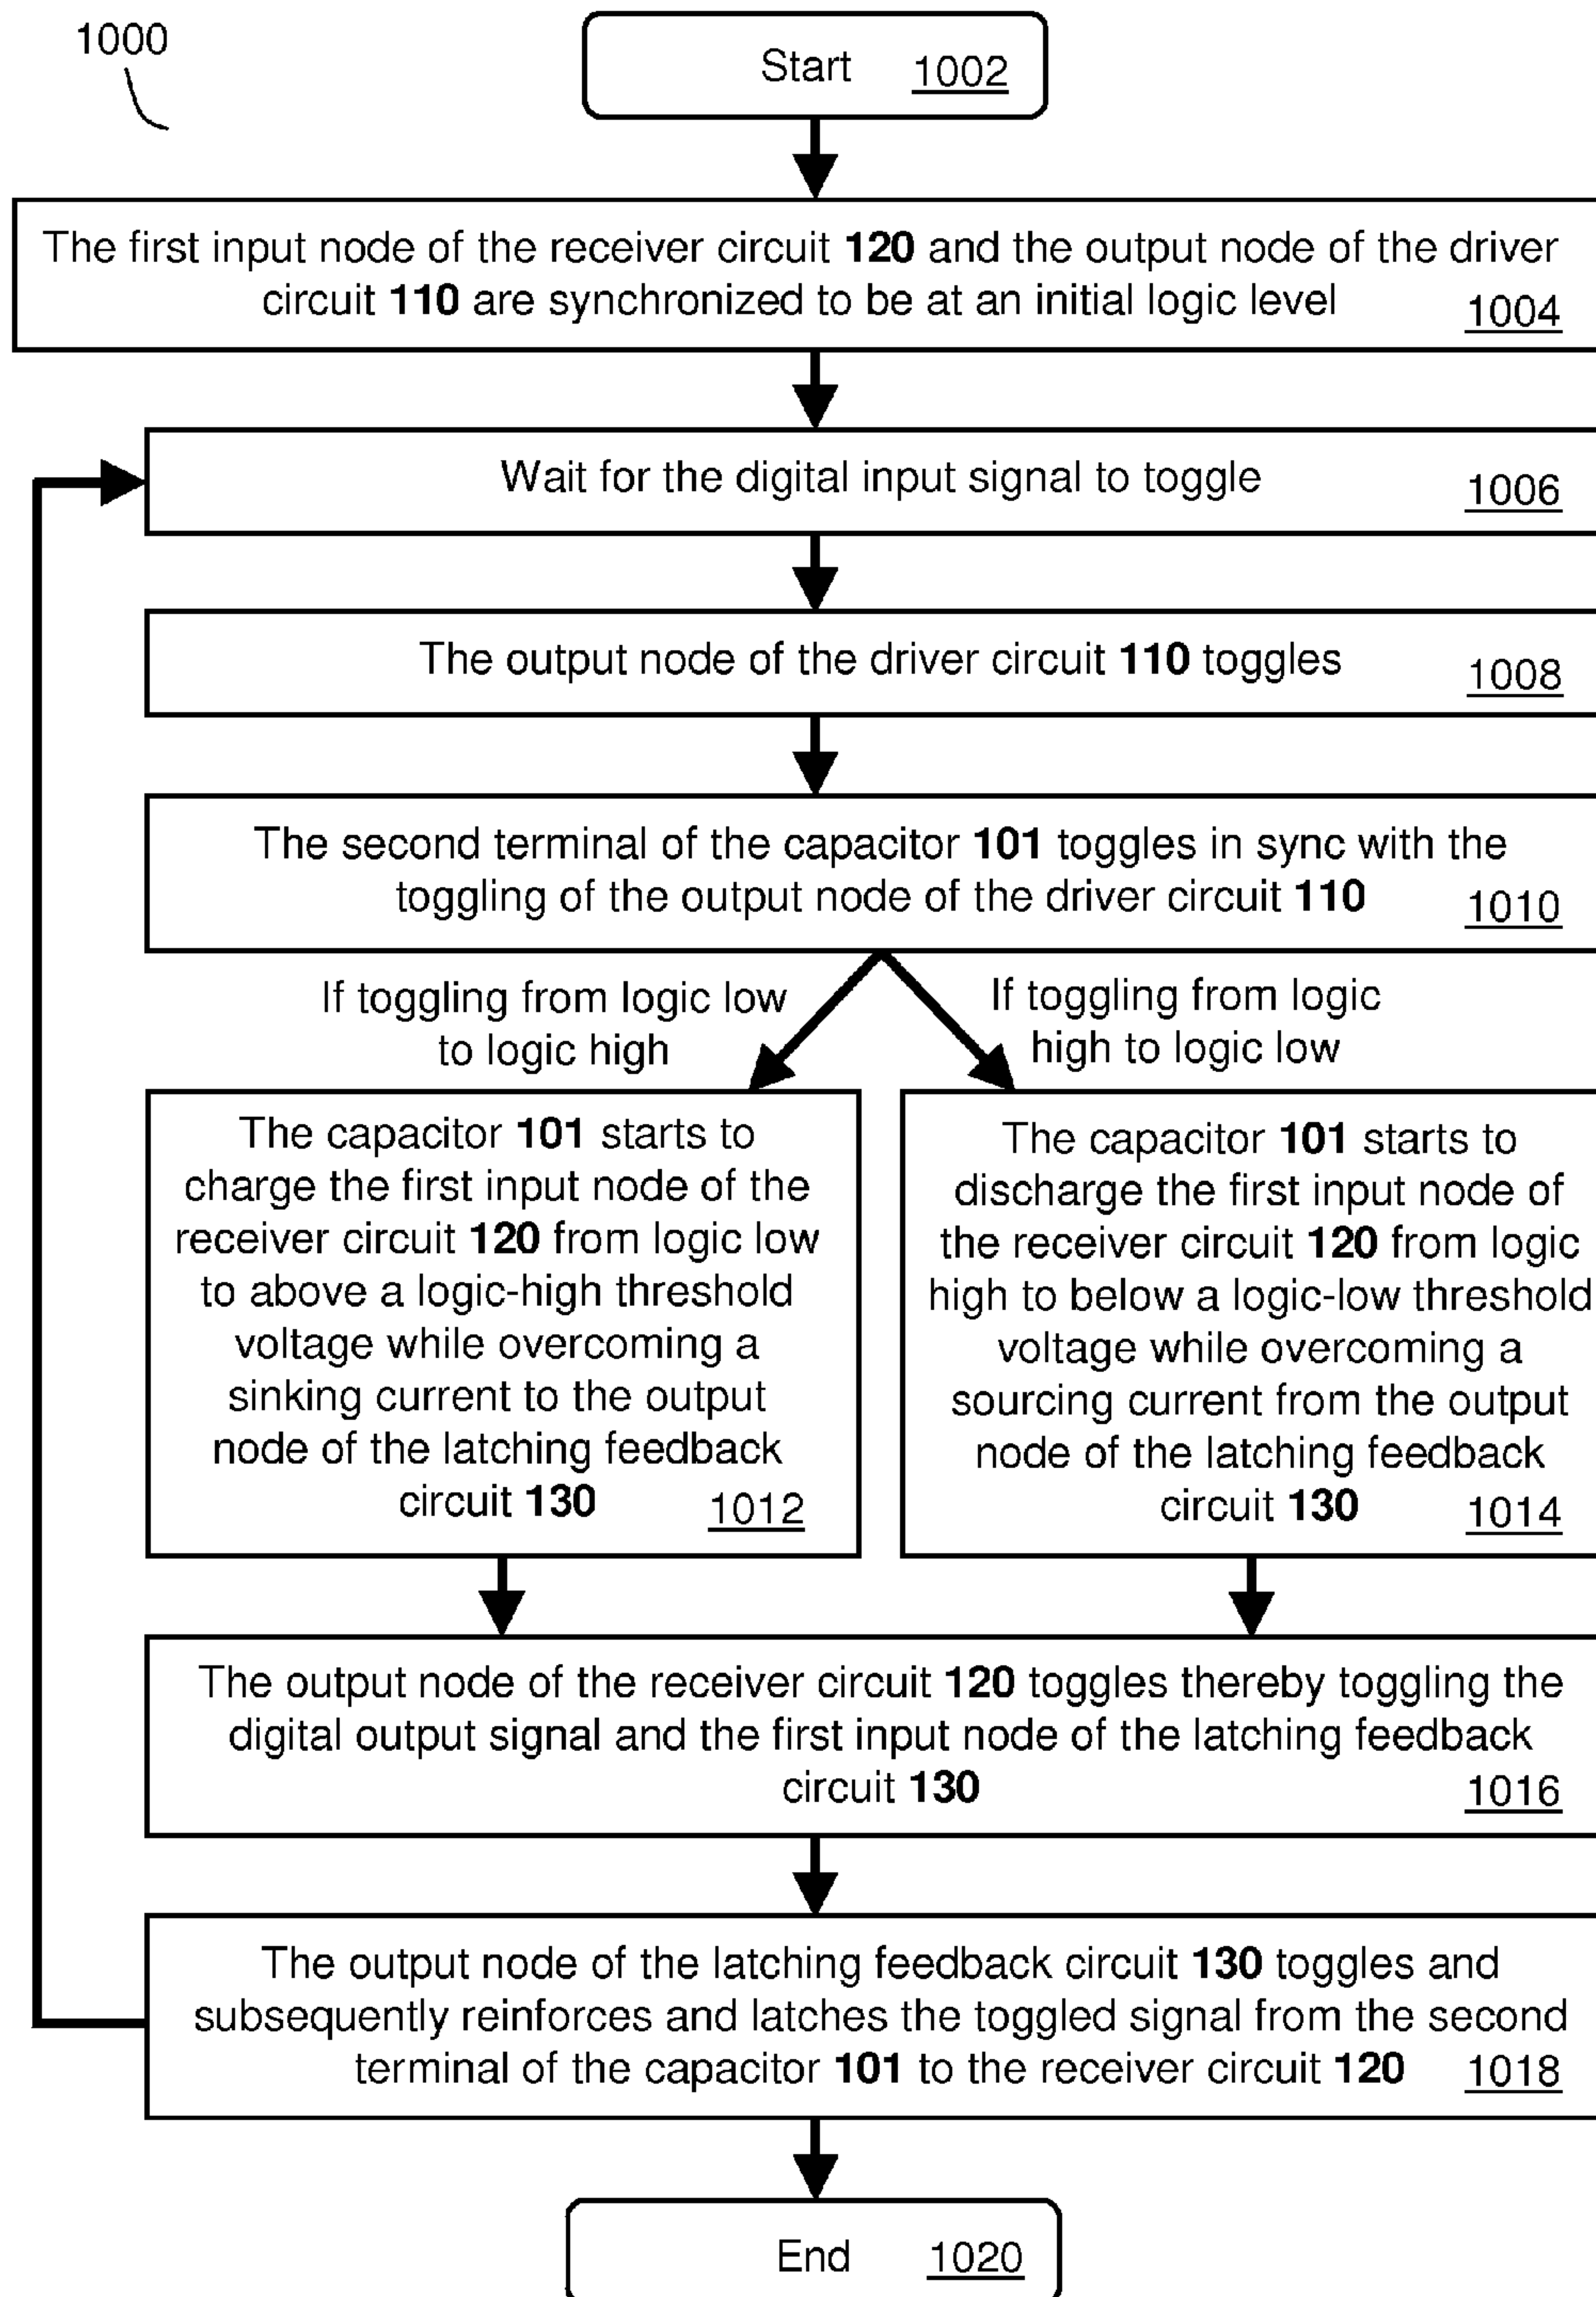 1000
Start 1002
The first input node of the receiver circuit 120 and the output node of the driver
circuit 110 are synchronized to be at an initial logic level 1004
Wait for the digital input signal to toggle 1006
The output node of the driver circuit 110 toggles 1008
The second terminal of the capacitor 101 toggles in sync with the
toggling of the output node of the driver circuit 110 1010
If toggling from logic low
to logic high
If toggling from logic
high to logic low
The capacitor 101 starts to
charge the first input node of the
receiver circuit 120 from logic low
to above a logic-high threshold
voltage while overcoming a
sinking current to the output
node of the latching feedback
circuit 130 1012
The capacitor 101 starts to
discharge the first input node of
the receiver circuit 120 from logic
high to below a logic-low threshold
voltage while overcoming a
sourcing current from the output
node of the latching feedback
circuit 130 1014
The output node of the receiver circuit 120 toggles thereby toggling the
digital output signal and the first input node of the latching feedback
circuit 130 1016
The output node of the latching feedback circuit 130 toggles and
subsequently reinforces and latches the toggled signal from the second
terminal of the capacitor 101 to the receiver circuit 120 1018
End 1020